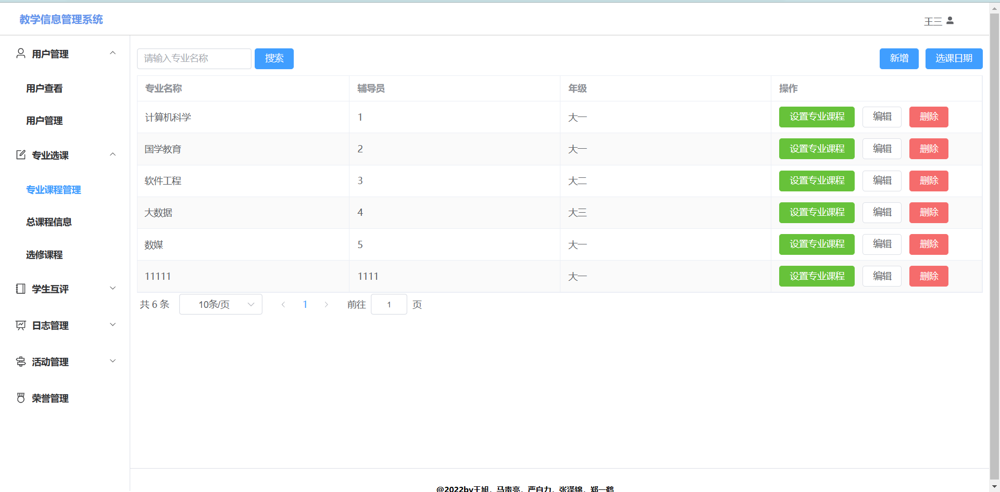 教学信息管理系统
王三
用户管理
用户查看
用户管理
专业选课
专业课程管理
总课程信息
选修课程
学生互评
日志管理
活动管理
荣誉管理
请输入专业名称 搜索 新增 选课日期
专业名称 辅导员 年级 操作
计算机科学 1 大一 设置专业课程 编辑 删除
国学教育 2 大一 设置专业课程 编辑 删除
软件工程 3 大二 设置专业课程 编辑 删除
大数据 4 大三 设置专业课程 编辑 删除
数媒 5 大一 设置专业课程 编辑 删除
11111 1111 大一 设置专业课程 编辑 删除
共 6 条 10条/页 1 前往 1 页
@2022by王旭，马贵亮，严自力，张泽锦，郑一鹤